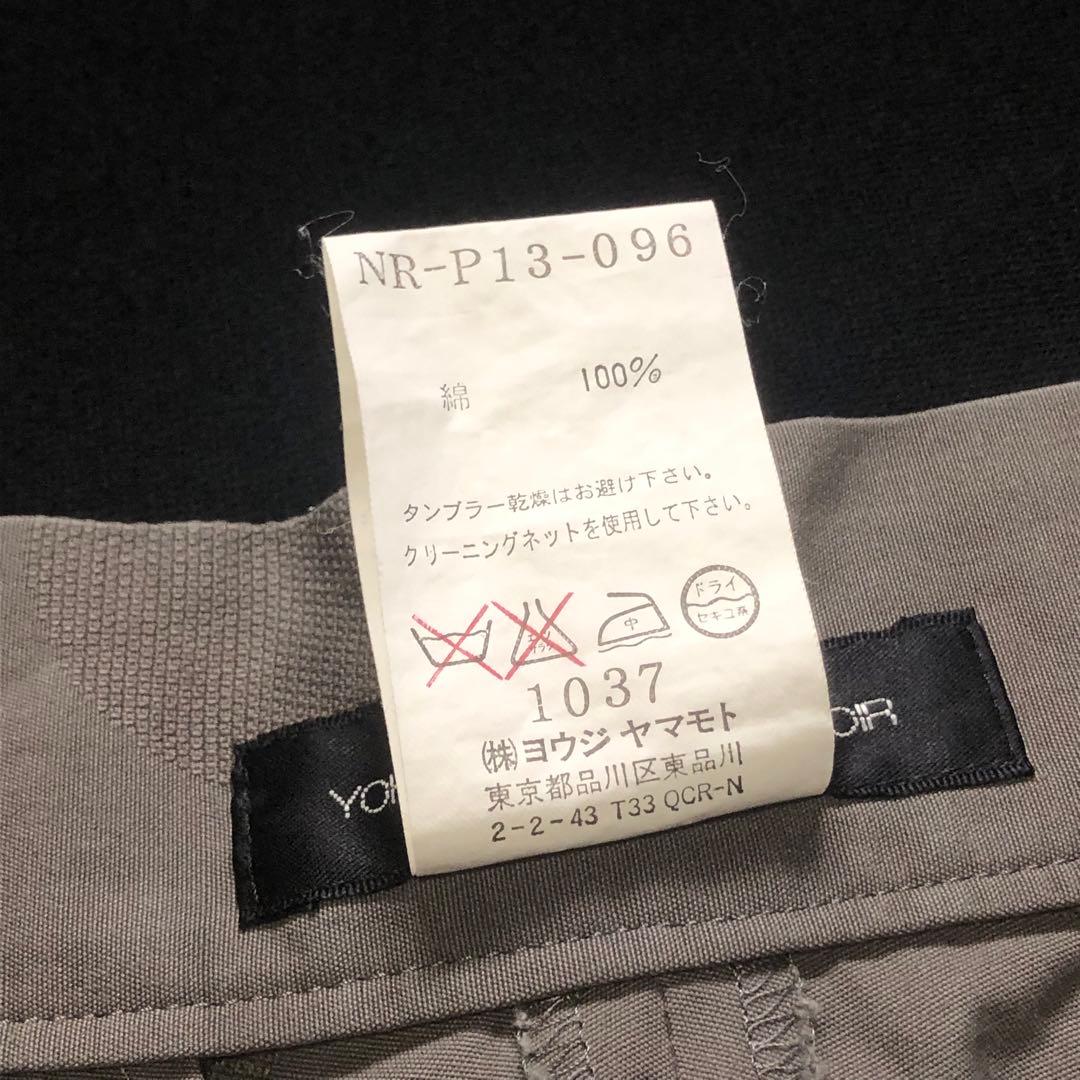 NR-P13-096
綿 100%
タンブラー乾燥はお避け下さい。
クリーニングネットを使用して下さい。
中
ドライ
セキユ系
1037
㈱ヨウジヤマモト
東京都品川区東品川
2-2-43 T33 QCR-N